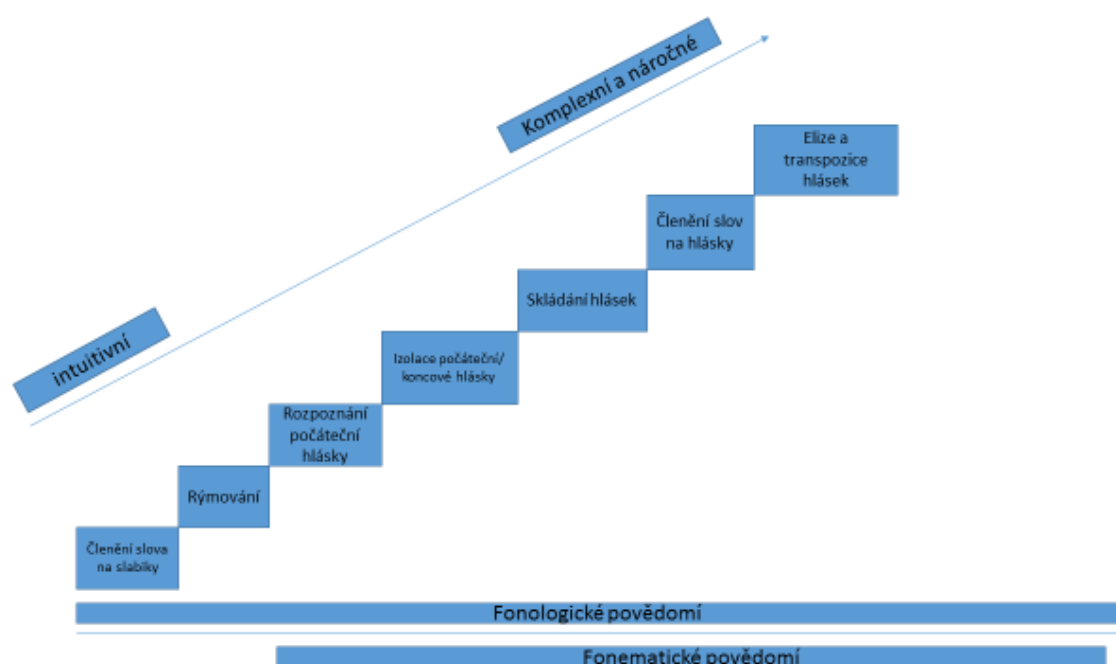 Komplexní a náročné
Elize a
transpozice
hlásek
Členění slov
na hlásky
Skládání hlásek
intuitivní
Izolace počáteční/
koncové hlásky
Rozpoznání
počáteční
hlásky
Rýmování
Členění slova
na slabiky
Fonologické povědomí
Fonematické povědomí